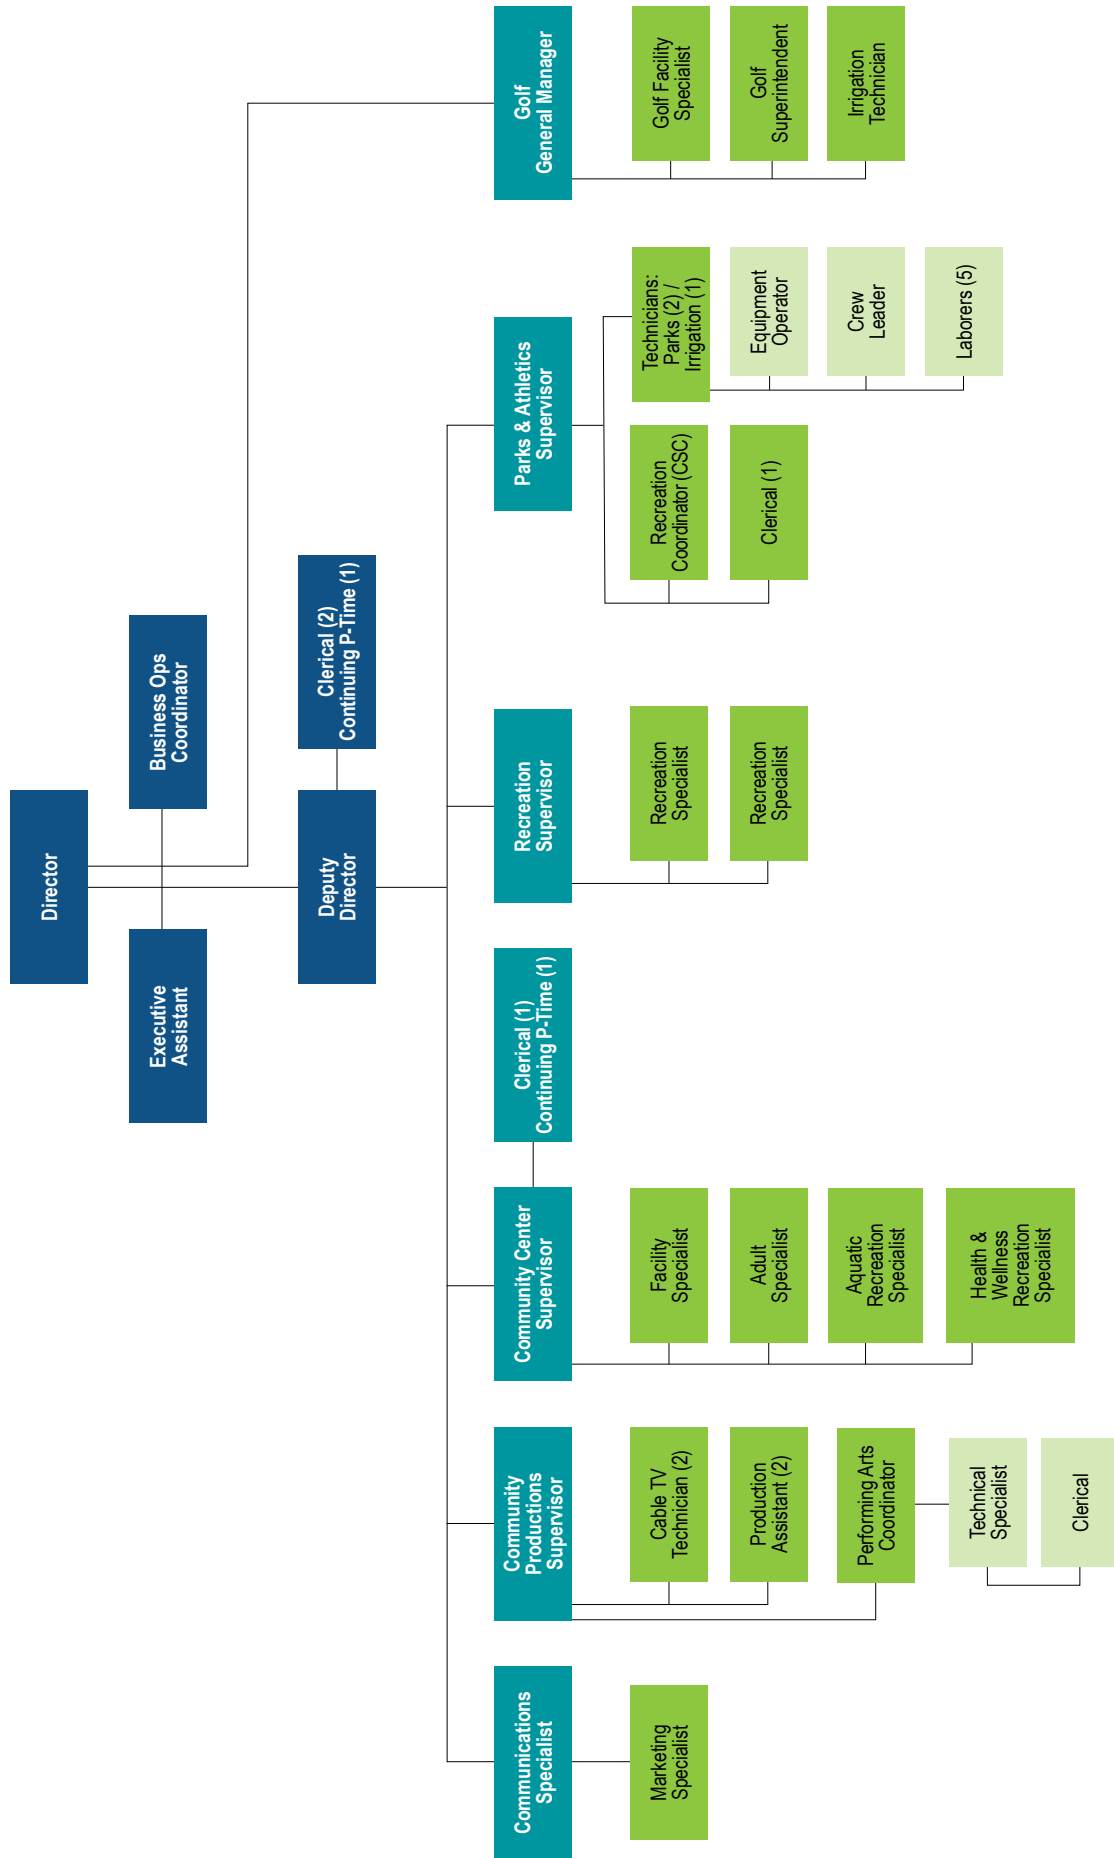 Director
Executive
Assistant
Business Ops
Coordinator
Deputy
Director
Clerical (2)
Continuing P-Time (1)
Communications
Specialist
Marketing
Specialist
Community
Productions
Supervisor
Cable TV
Technician (2)
Production
Assistant (2)
Performing Arts
Coordinator
Technical
Specialist
Clerical
Community Center
Supervisor
Clerical (1)
Continuing P-Time (1)
Facility
Specialist
Adult
Specialist
Aquatic
Recreation
Specialist
Health &
Wellness
Recreation
Specialist
Recreation
Supervisor
Recreation
Specialist
Recreation
Specialist
Parks & Athletics
Supervisor
Recreation
Coordinator (CSC)
Clerical (1)
Technicians:
Parks (2) /
Irrigation (1)
Equipment
Operator
Crew
Leader
Laborers (5)
Golf
General Manager
Golf Facility
Specialist
Golf
Superintendent
Irrigation
Technician